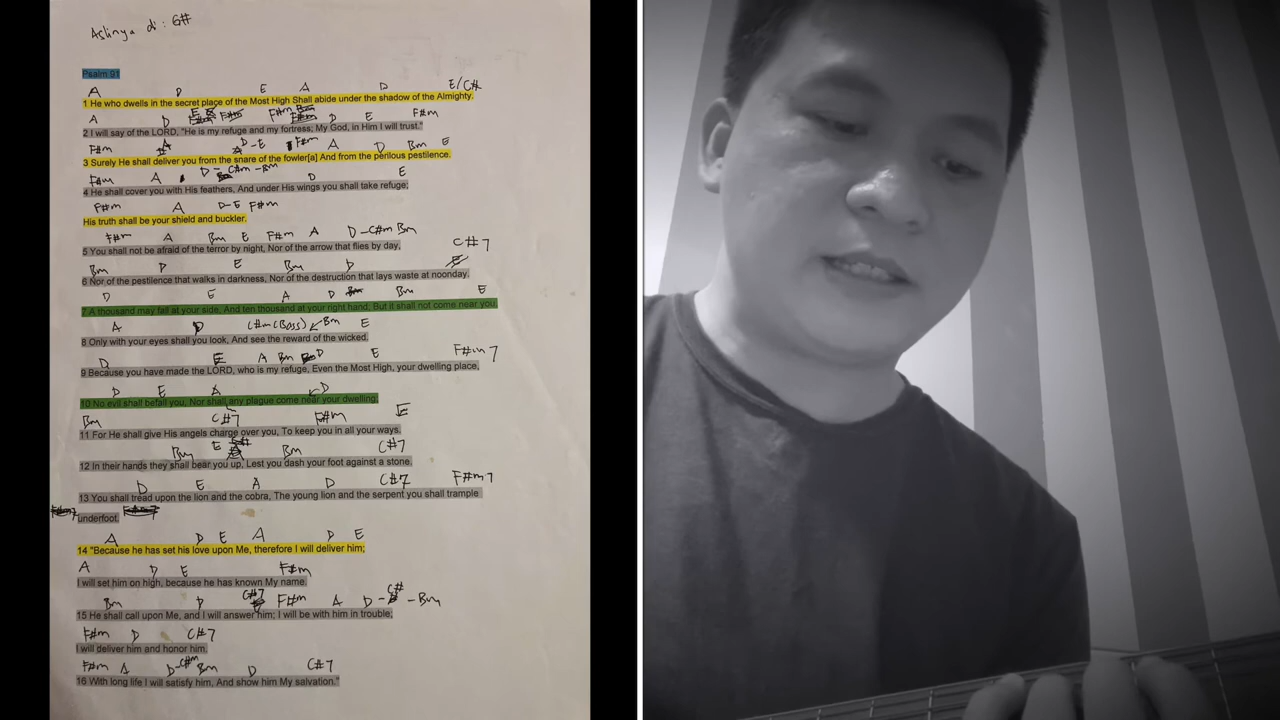 Aslinya di : G#
Psalm 91
A D E A D E/C#
1 He who dwells in the secret place of the Most High Shall abide under the shadow of the Almighty.
A D F#m D E F#m
2 I will say of the LORD, "He is my refuge and my fortress; My God, in Him I will trust."
F#m A D-E F#m A D Bm E
3 Surely He shall deliver you from the snare of the fowler[a] And from the perilous pestilence.
F#m A D- C#m -Bm D E
4 He shall cover you with His feathers, And under His wings you shall take refuge;
F#m A D-E F#m
His truth shall be your shield and buckler.
F#m A Bm E F#m A D-C#m Bm
5 You shall not be afraid of the terror by night, Nor of the arrow that flies by day,
Bm D E Bm D C#7
6 Nor of the pestilence that walks in darkness, Nor of the destruction that lays waste at noonday.
D E A D Bm E
7 A thousand may fall at your side, And ten thousand at your right hand; But it shall not come near you.
A D C#m (Bass) Bm E
8 Only with your eyes shall you look, And see the reward of the wicked.
D E A Bm D E F#m7
9 Because you have made the LORD, who is my refuge, Even the Most High, your dwelling place,
D E A D
10 No evil shall befall you, Nor shall any plague come near your dwelling;
Bm C#7 F#m E
11 For He shall give His angels charge over you, To keep you in all your ways.
Bm E Bm C#7
12 In their hands they shall bear you up, Lest you dash your foot against a stone.
D E A D C#7 F#m7
13 You shall tread upon the lion and the cobra, The young lion and the serpent you shall trample
underfoot.
A D E A D E
14 "Because he has set his love upon Me, therefore I will deliver him;
A D E F#m
I will set him on high, because he has known My name.
Bm D C#7 F#m A D - C# - Bm
15 He shall call upon Me, and I will answer him; I will be with him in trouble;
F#m D C#7
I will deliver him and honor him.
F#m A D-C#m Bm D C#7
16 With long life I will satisfy him, And show him My salvation."